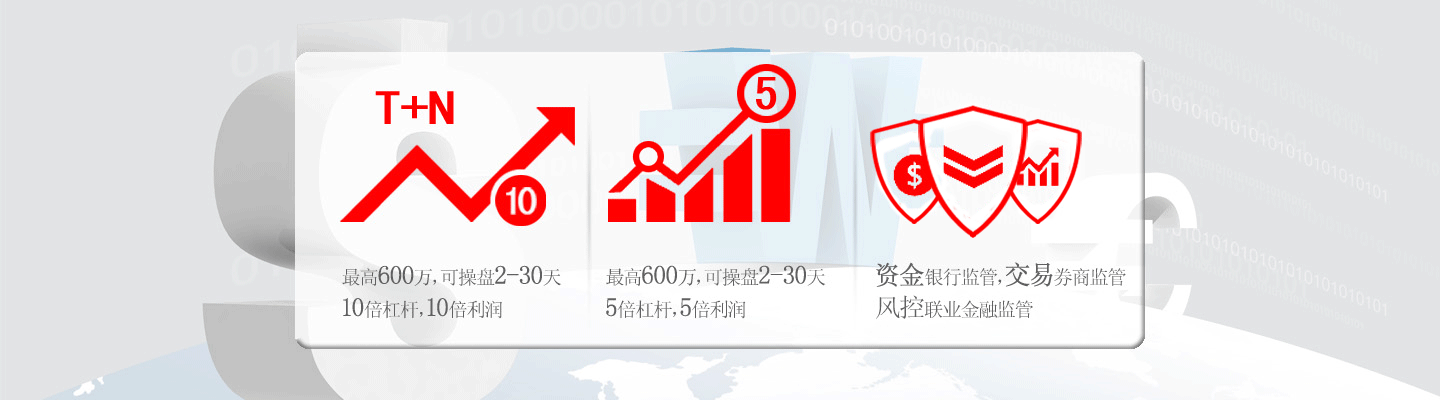 T+N
10
最高600万,可操盘2-30天
10倍杠杆,10倍利润
5
最高600万,可操盘2-30天
5倍杠杆,5倍利润
$
资金银行监管,交易券商监管
风控联业金融监管